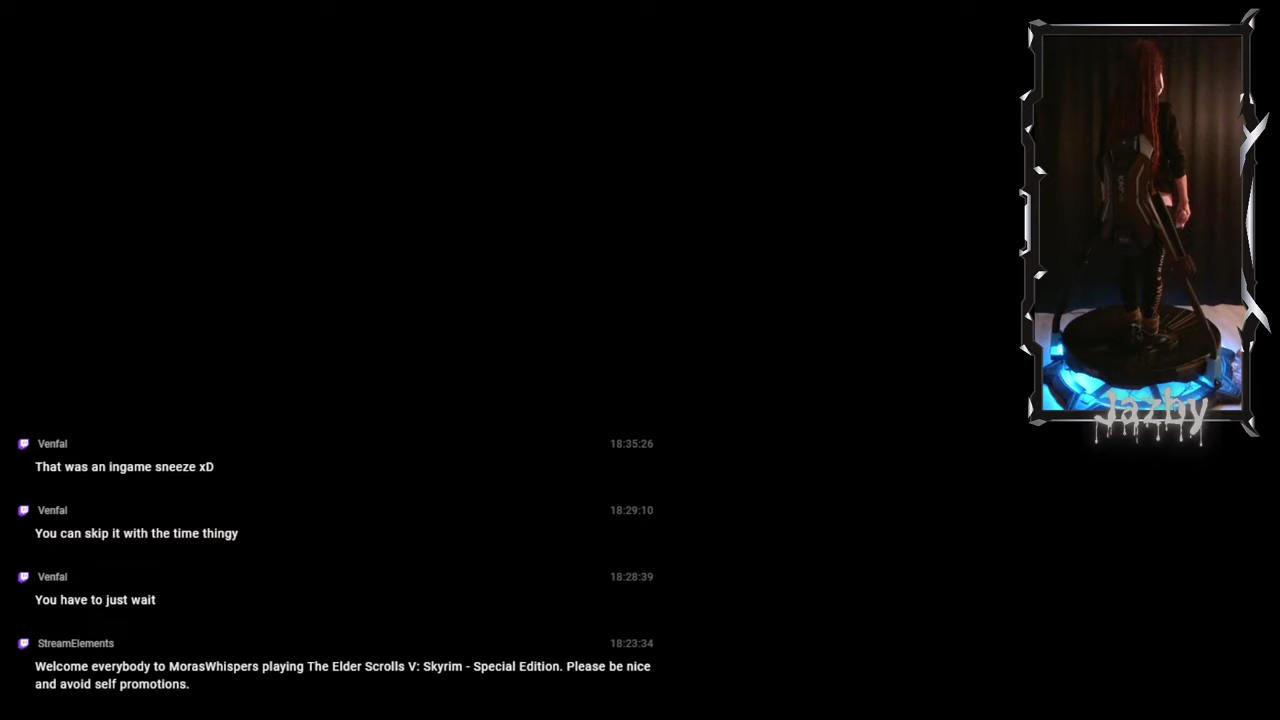 Jazhy
Venfal 18:35:26
That was an ingame sneeze xD
Venfal 18:29:10
You can skip it with the time thingy
Venfal 18:28:39
You have to just wait
StreamElements 18:23:34
Welcome everybody to MorasWhispers playing The Elder Scrolls V: Skyrim - Special Edition. Please be nice
and avoid self promotions.